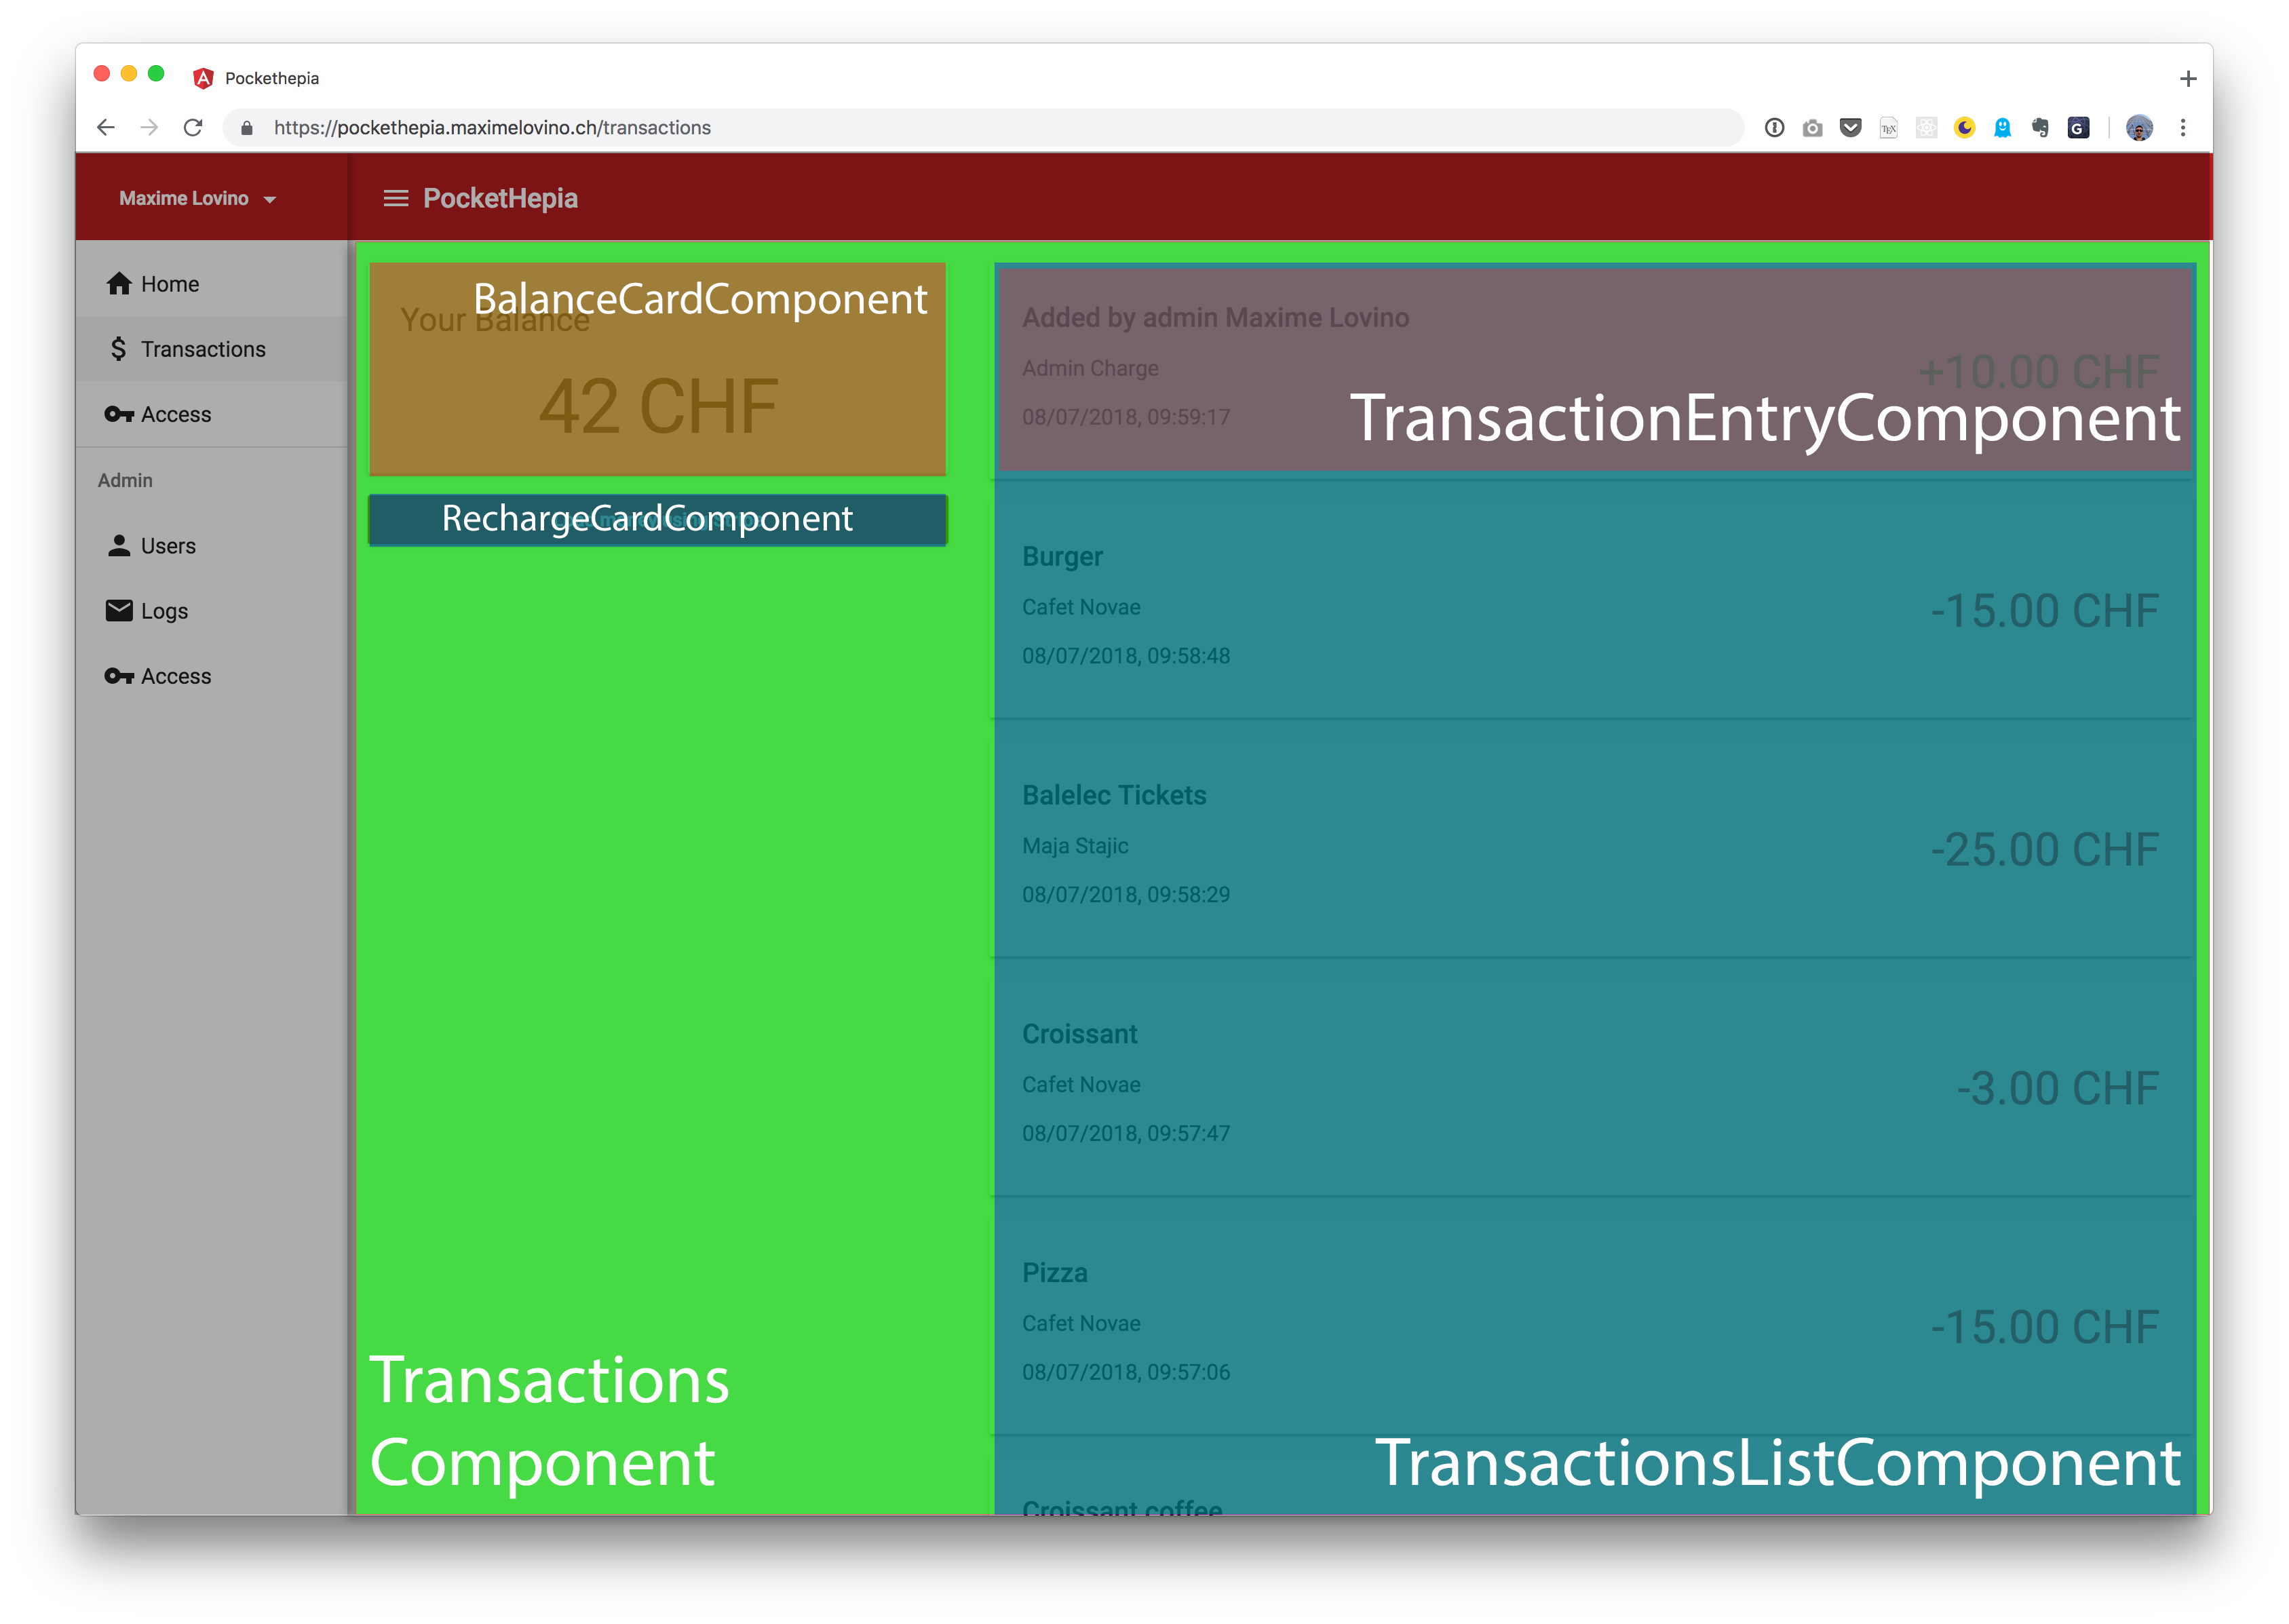 Pockethepia
https://pockethepia.maximelovino.ch/transactions
Maxime Lovino
PocketHepia
Home
Transactions
Access
Admin
Users
Logs
Access
BalanceCardComponent
Your Balance
42 CHF
RechargeCardComponent
Transactions
Component
Added by admin Maxime Lovino
Admin Charge
+10.00 CHF
08/07/2018, 09:59:17
TransactionEntryComponent
Burger
Cafet Novae
-15.00 CHF
08/07/2018, 09:58:48
Balelec Tickets
Maja Stajic
-25.00 CHF
08/07/2018, 09:58:29
Croissant
Cafet Novae
-3.00 CHF
08/07/2018, 09:57:47
Pizza
Cafet Novae
-15.00 CHF
08/07/2018, 09:57:06
TransactionsListComponent
Croissant coffee